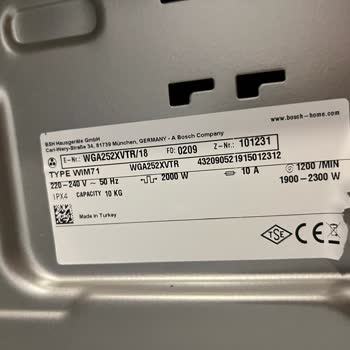 www.bosch-home.com
BSH Hausgeräte GmbH
Carl-Wery-Straße 34, 81739 München, GERMANY - A Bosch Company
E-Nr.: WGA252XVTR/18 FD: 0209 Z-Nr.: 101231
TYPE WIM71 WGA252XVTR 432090521915012312
220-240 V ~ 50 Hz 2000 W 10 A 1200 /MIN
IPX4 CAPACITY 10 KG 1900-2300 W
Made in Turkey
TSE CE